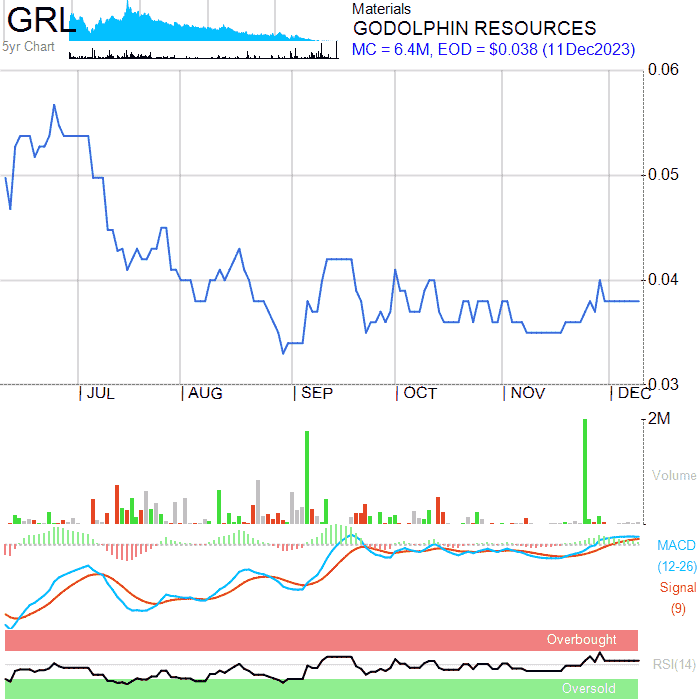 GRL
5yr Chart
Materials
GODOLPHIN RESOURCES
MC = 6.4M, EOD = $0.038 (11Dec2023)
0.06
0.05
0.04
0.03
JUL
AUG
SEP
OCT
NOV
DEC
2M
Volume
MACD
(12-26)
Signal
(9)
Overbought
RSI(14)
Oversold